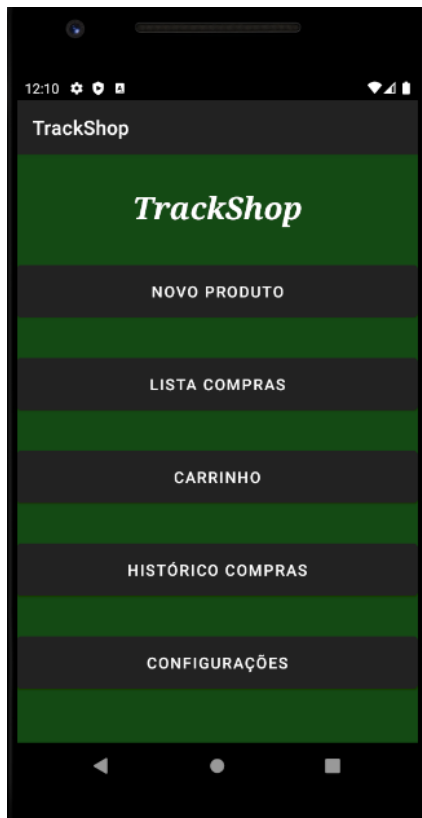 12:10
TrackShop
TrackShop
NOVO PRODUTO
LISTA COMPRAS
CARRINHO
HISTÓRICO COMPRAS
CONFIGURAÇÕES